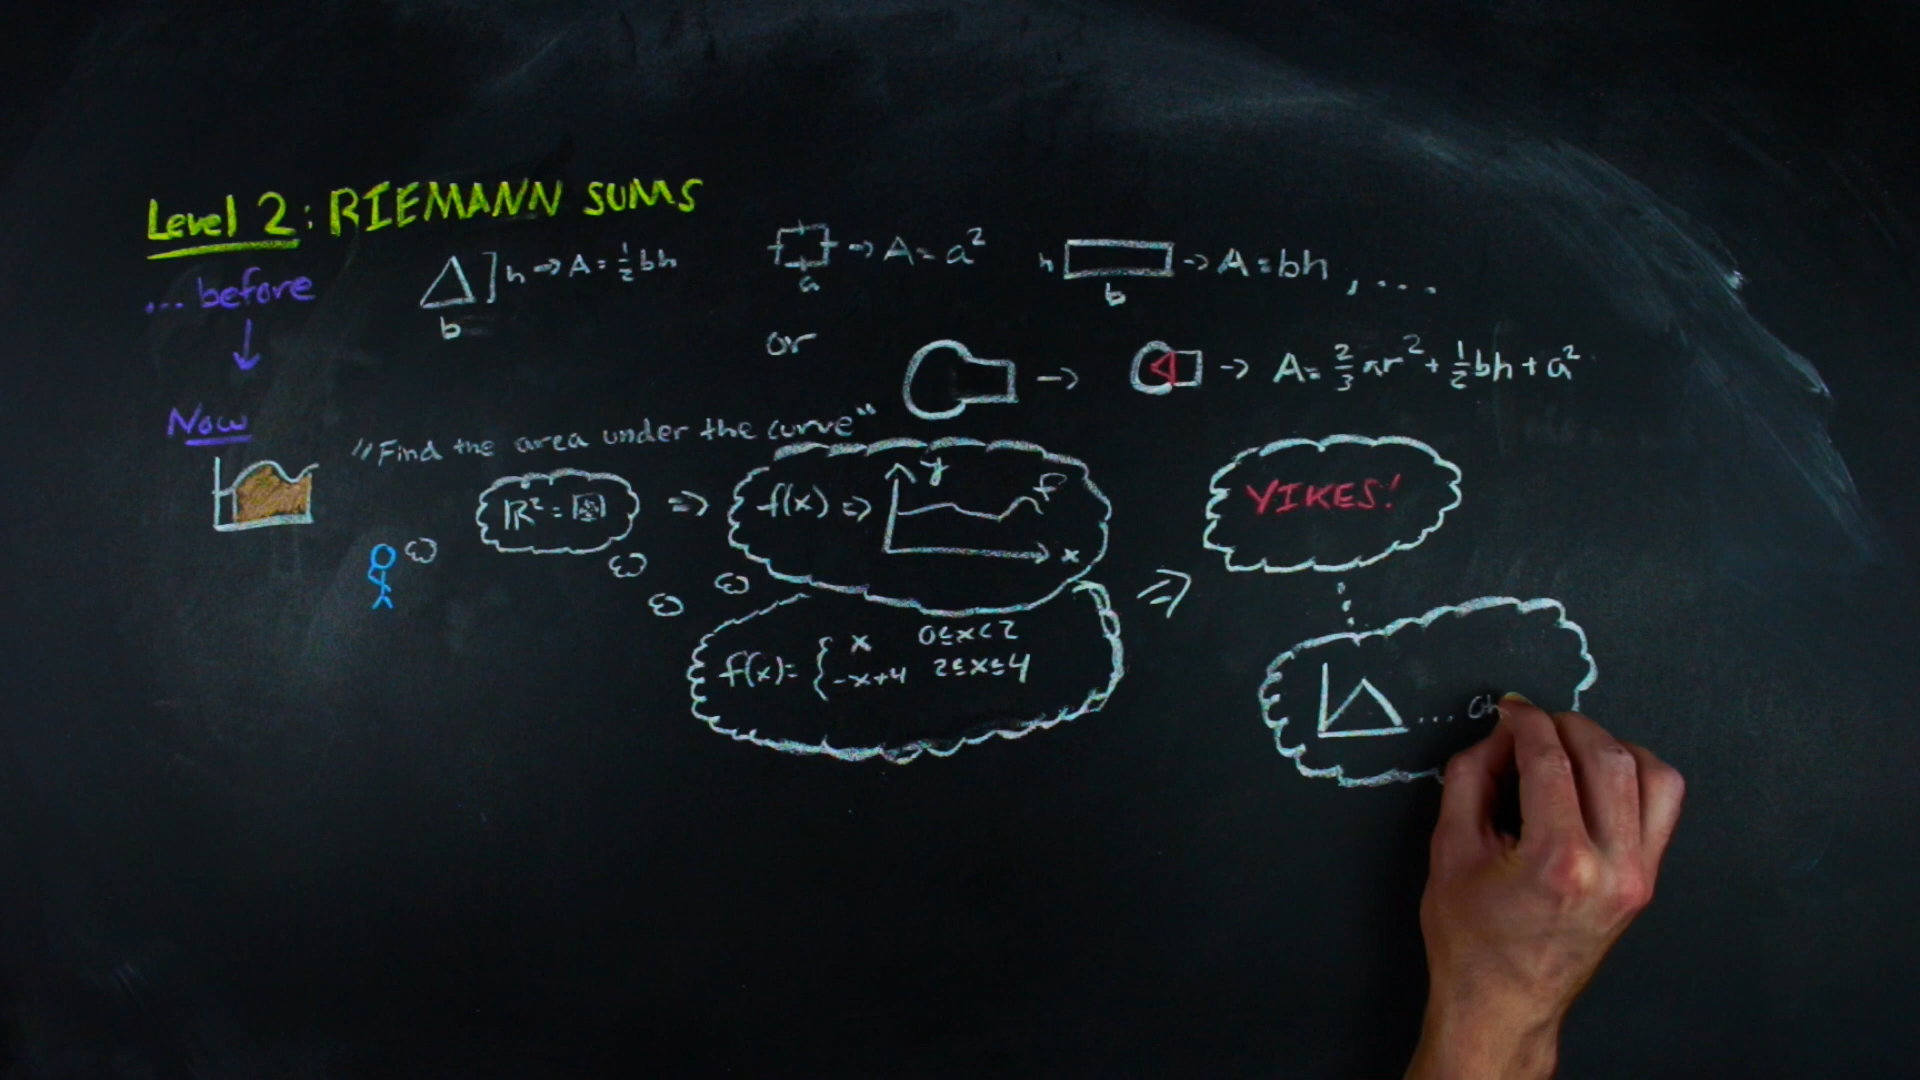 Level 2: RIEMANN SUMS
... before
h → A = ½bh
b
→ A = a²
a
h → A = bh , ....
b
or
→ → A = ⅔πr² + ½bh + a²
Now
"Find the area under the curve"
ℝ² =
⇒
f(x) ⇒
y
f
x
⇒
YIKES!
f(x) = { x 0≤x<2
-x+4 2≤x≤4
... oh